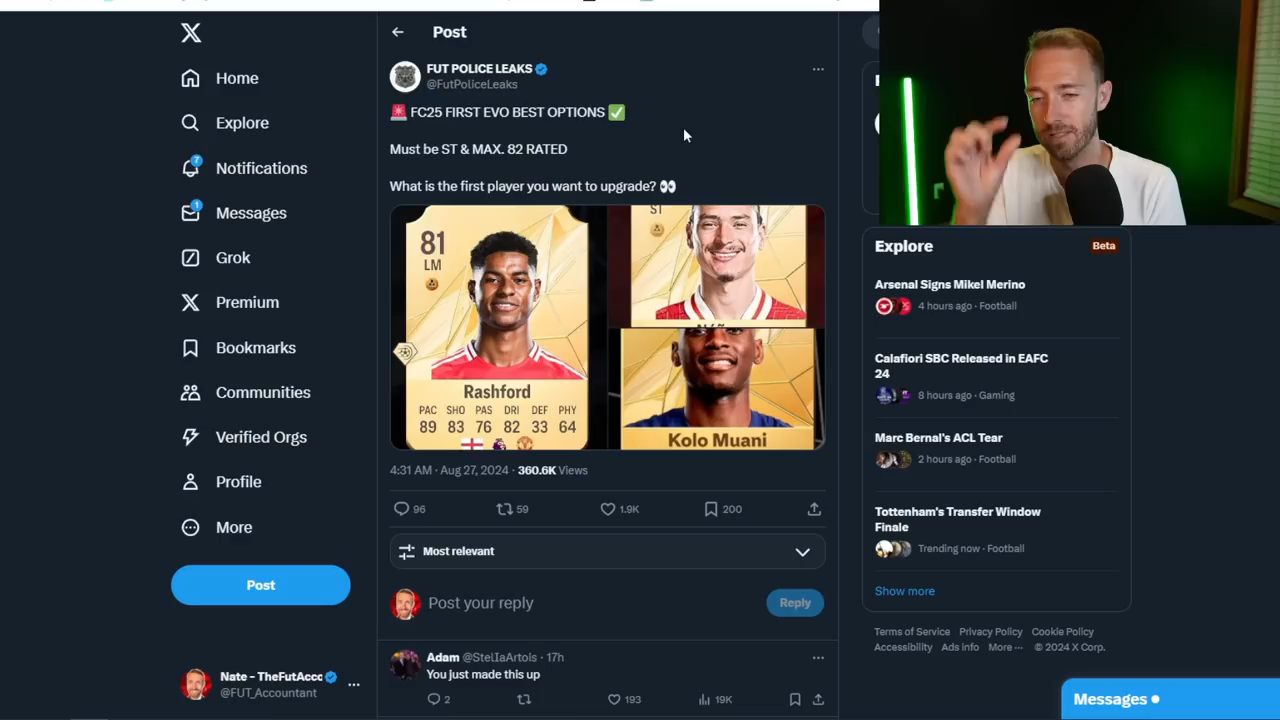 Home
Explore
7
Notifications
1
Messages
Grok
Premium
Bookmarks
Communities
Verified Orgs
Profile
More
Post
Nate - TheFutAcco
@FUT_Accountant
Post
FUT POLICE LEAKS
@FutPoliceLeaks
🚨 FC25 FIRST EVO BEST OPTIONS ✅
Must be ST & MAX. 82 RATED
What is the first player you want to upgrade? 👀
81
LM
Rashford
PAC SHO PAS DRI DEF PHY
89 83 76 82 33 64
ST
Kolo Muani
4:31 AM · Aug 27, 2024 · 360.6K Views
96
59
1.9K
200
Most relevant
Post your reply
Reply
Adam @StelIaArtois · 17h
You just made this up
2
193
19K
Explore
Beta
Arsenal Signs Mikel Merino
4 hours ago · Football
Calafiori SBC Released in EAFC
24
8 hours ago · Gaming
Marc Bernal's ACL Tear
2 hours ago · Football
Tottenham's Transfer Window
Finale
Trending now · Football
Show more
Terms of Service Privacy Policy Cookie Policy
Accessibility Ads info More ··· © 2024 X Corp.
Messages